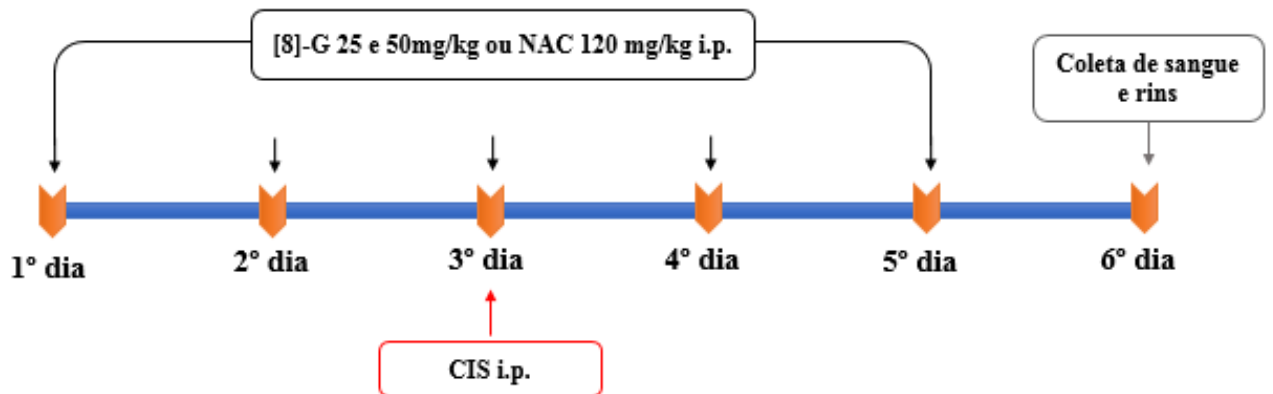 [8]-G 25 e 50mg/kg ou NAC 120 mg/kg i.p.
Coleta de sangue
e rins
1° dia
2° dia
3° dia
4° dia
5° dia
6° dia
CIS i.p.